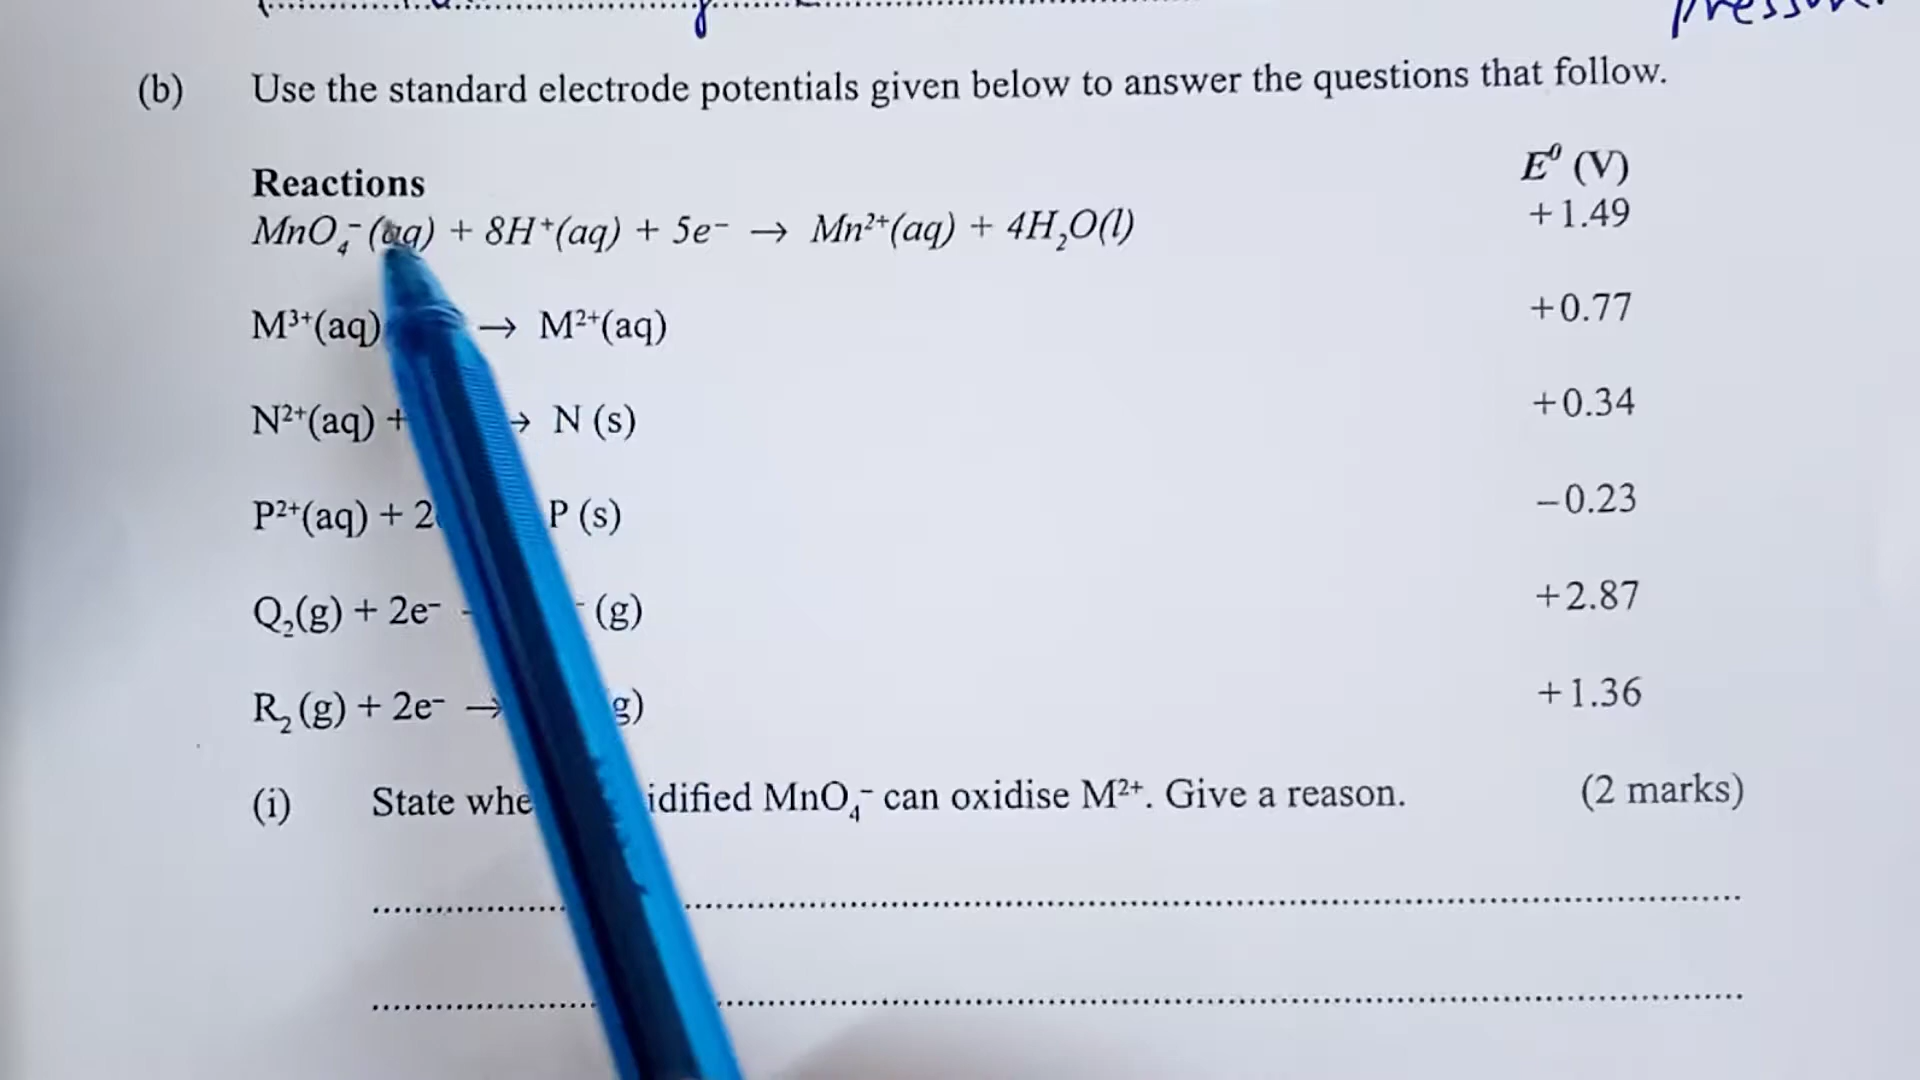 pressur
(b) Use the standard electrode potentials given below to answer the questions that follow.
E⁰ (V)
Reactions
MnO₄⁻(aq) + 8H⁺(aq) + 5e⁻ → Mn²⁺(aq) + 4H₂O(l) +1.49
M³⁺(aq) → M²⁺(aq) +0.77
N²⁺(aq) + → N (s) +0.34
P²⁺(aq) + 2 P (s) −0.23
Q₂(g) + 2e⁻ ⁻ (g) +2.87
R₂(g) + 2e⁻ → g) +1.36
(i) State whe idified MnO₄⁻ can oxidise M²⁺. Give a reason. (2 marks)